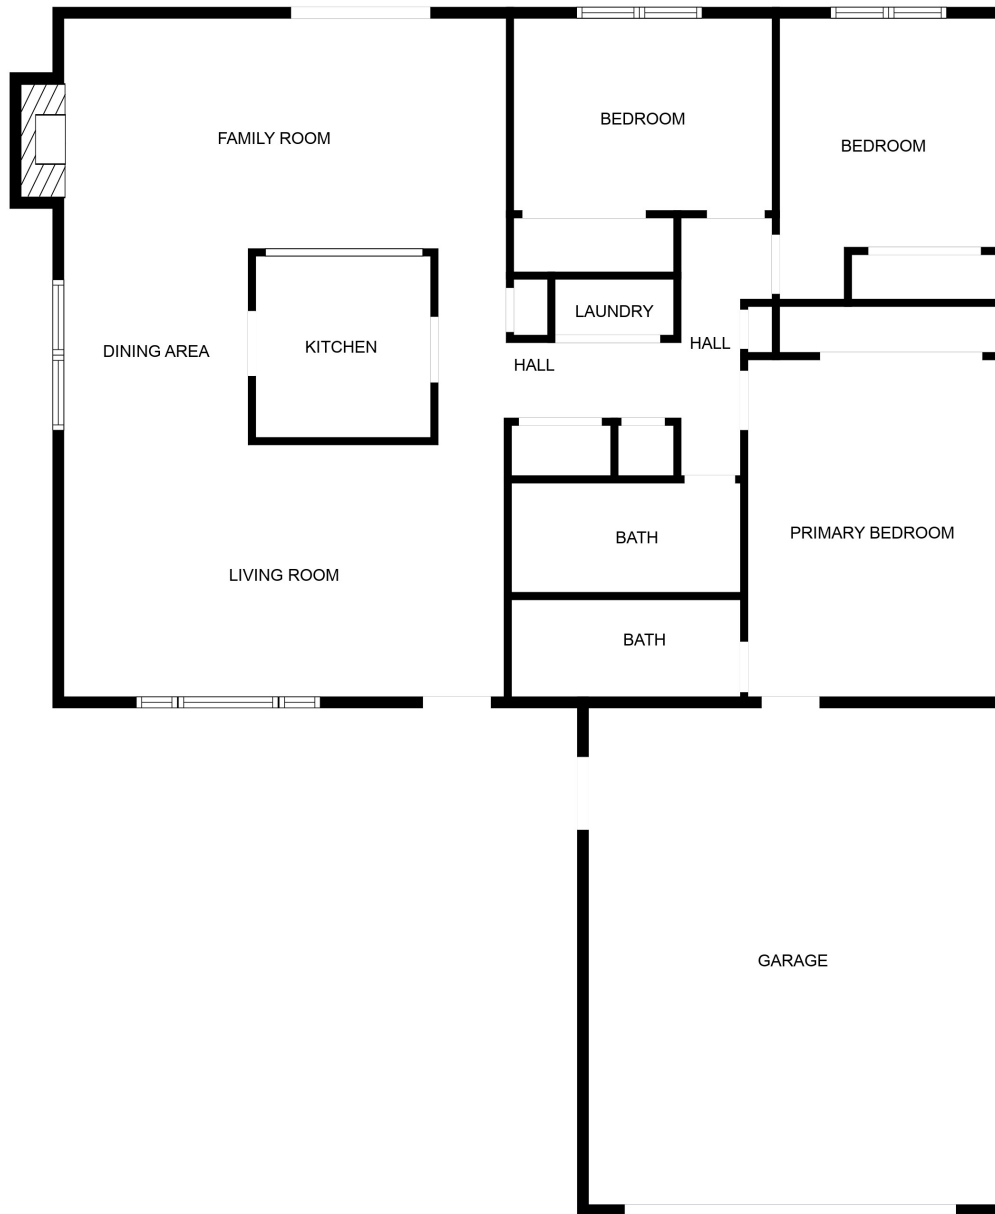 BEDROOM
FAMILY ROOM
BEDROOM
LAUNDRY
HALL
KITCHEN
DINING AREA
HALL
PRIMARY BEDROOM
BATH
LIVING ROOM
BATH
GARAGE